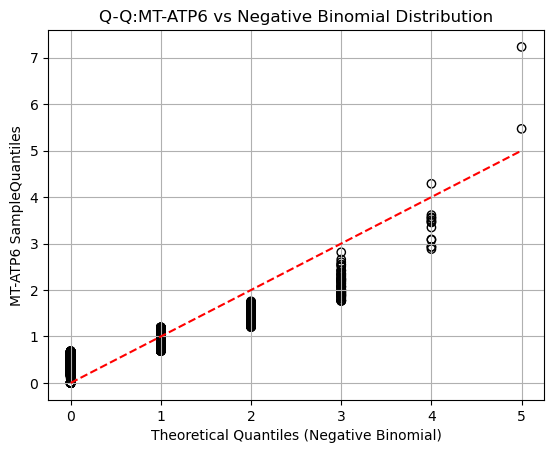 Q-Q:MT-ATP6 vs Negative Binomial Distribution
7
6
5
4
3
2
1
0
MT-ATP6 SampleQuantiles
0 1 2 3 4 5
Theoretical Quantiles (Negative Binomial)